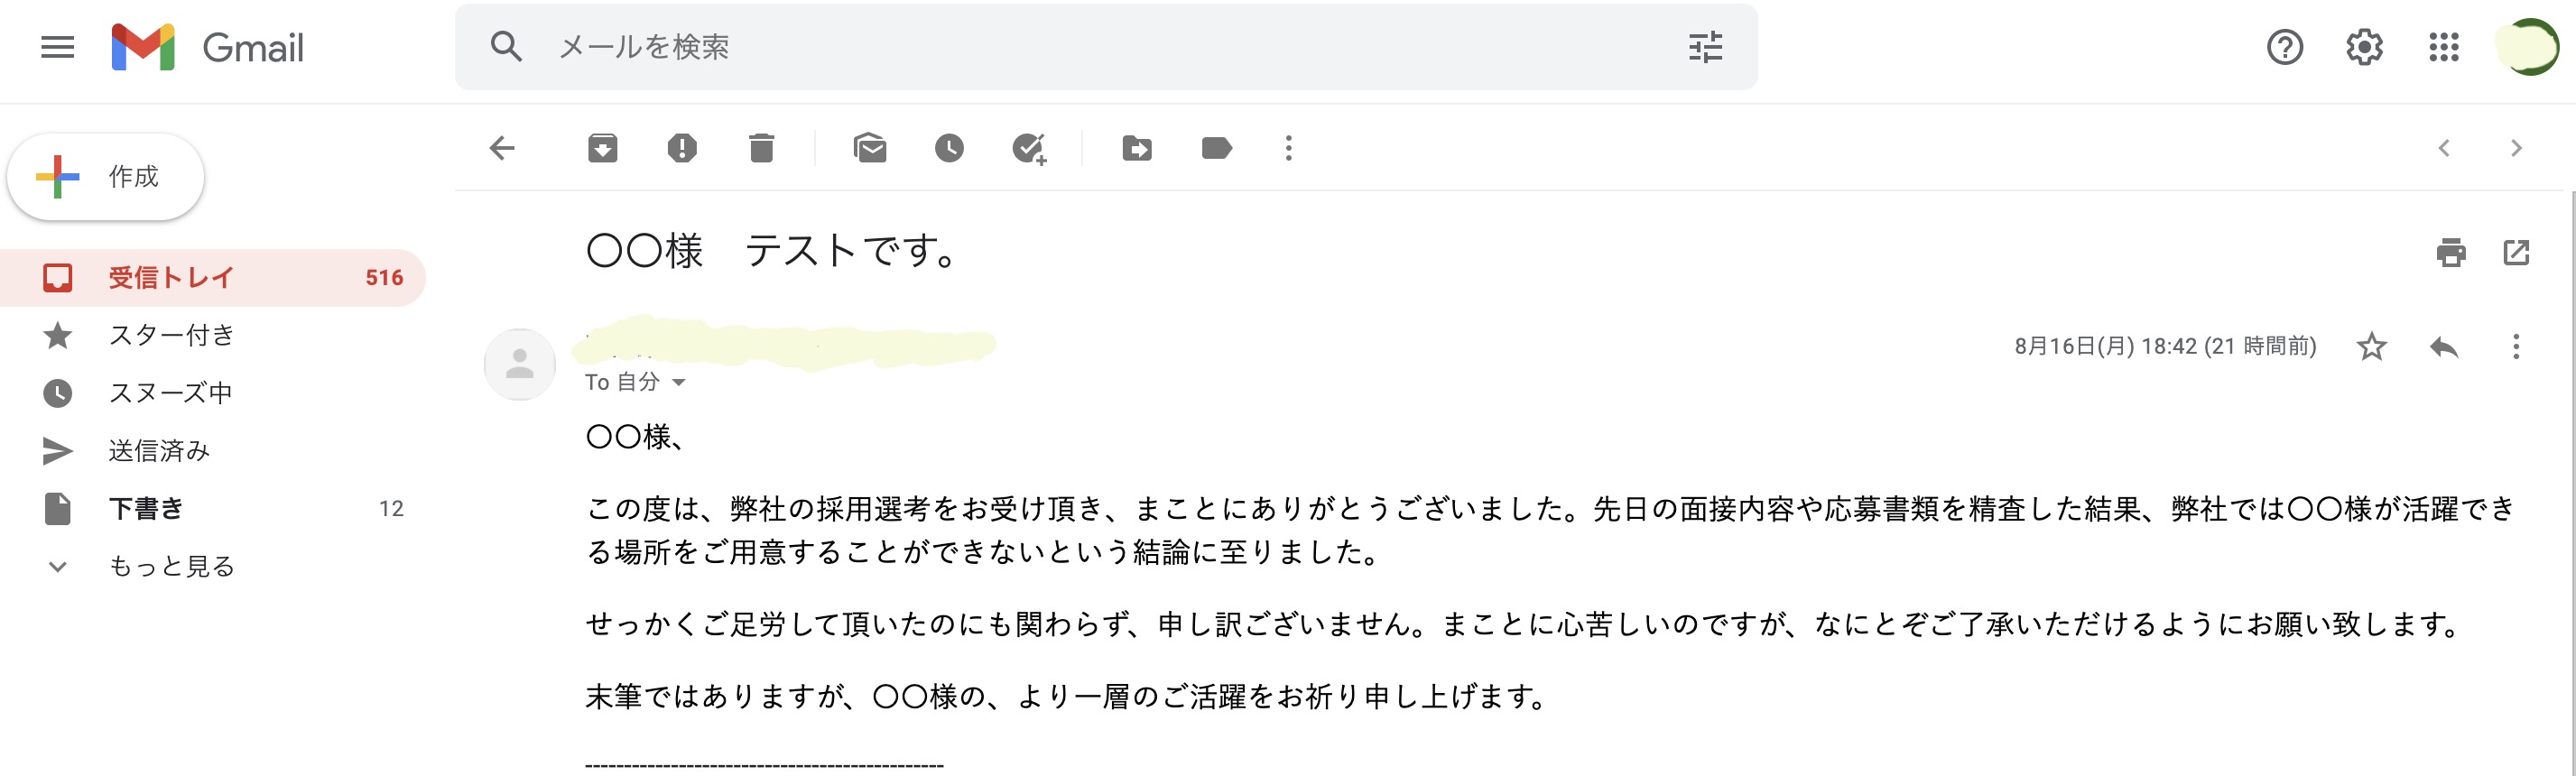 Gmail
メールを検索
作成
受信トレイ 516
スター付き
スヌーズ中
送信済み
下書き 12
もっと見る
〇〇様　テストです。
8月16日(月) 18:42 (21 時間前)
To 自分
〇〇様、
この度は、弊社の採用選考をお受け頂き、まことにありがとうございました。先日の面接内容や応募書類を精査した結果、弊社では〇〇様が活躍でき
る場所をご用意することができないという結論に至りました。
せっかくご足労して頂いたのにも関わらず、申し訳ございません。まことに心苦しいのですが、なにとぞご了承いただけるようにお願い致します。
末筆ではありますが、〇〇様の、より一層のご活躍をお祈り申し上げます。
----------------------------------------------